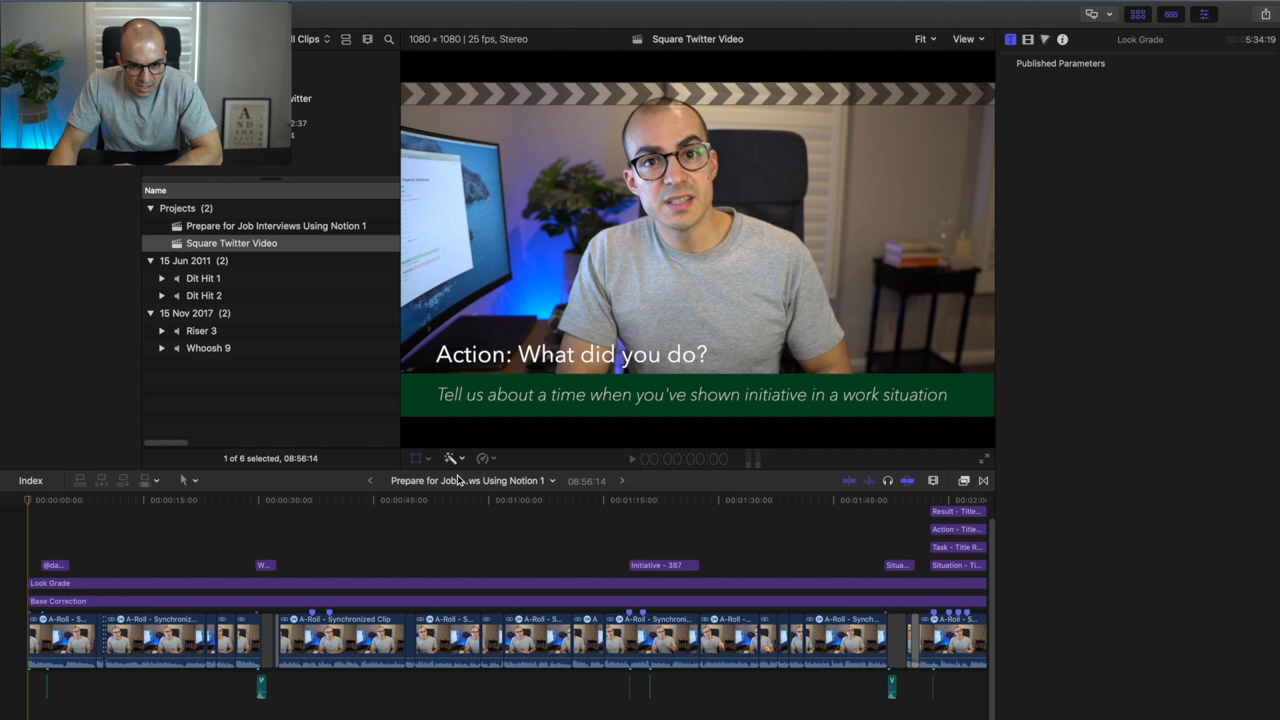 ll Clips
1080 × 1080 | 25 fps, Stereo
Square Twitter Video
Fit
View
Look Grade
00:05:34:19
Published Parameters
witter
2:37
4
A
N D
Name
Projects (2)
Prepare for Job Interviews Using Notion 1
Square Twitter Video
15 Jun 2011 (2)
Dit Hit 1
Dit Hit 2
15 Nov 2017 (2)
Riser 3
Whoosh 9
Action: What did you do?
Tell us about a time when you've shown initiative in a work situation
1 of 6 selected, 08:56:14
00:00:00:00
Index
Prepare for Job...ws Using Notion 1
08:56:14
00:00:00:00
00:00:15:00
00:00:30:00
00:00:45:00
00:01:00:00
00:01:15:00
00:01:30:00
00:01:45:00
00:02:0
Result - Title...
Action - Title...
Task - Title R...
@da...
W...
Initiative - 387
Situa...
Situation - Ti...
Look Grade
Base Correction
A-Roll - S...
A-Roll - Synchroniz...
A-Roll - Synchronized Clip
A-Roll - S...
A-Roll - Synchroni...
A
A-Roll - Synchroni...
A-Roll -...
A-Roll - Synch...
A-Roll - S...
V
V